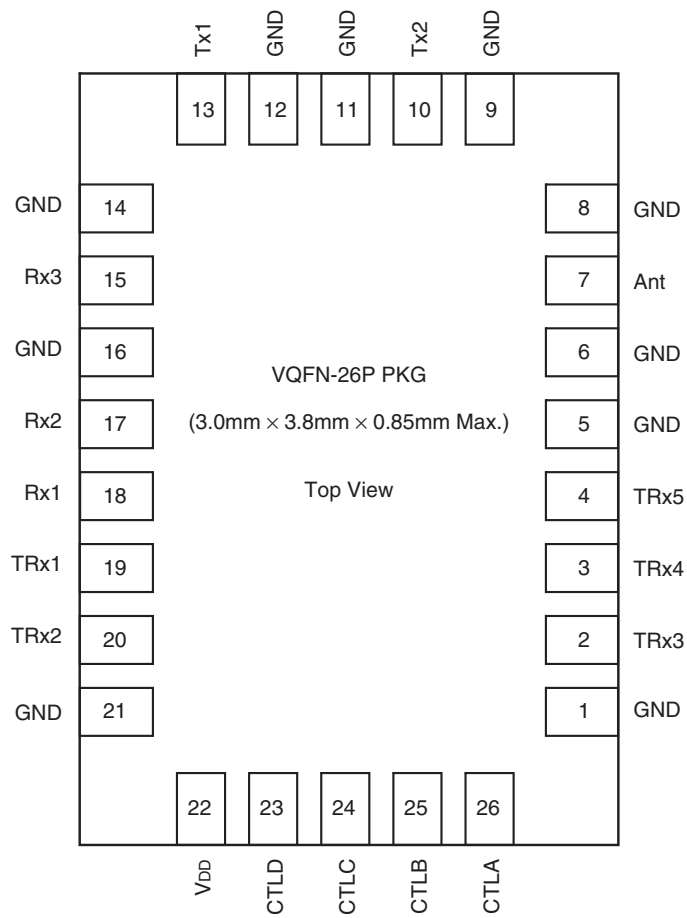 Tx1 GND GND Tx2 GND
13 12 11 10 9
GND 14 8 GND
Rx3 15 7 Ant
GND 16 6 GND
VQFN-26P PKG
Rx2 17 (3.0mm × 3.8mm × 0.85mm Max.) 5 GND
Rx1 18 Top View 4 TRx5
TRx1 19 3 TRx4
TRx2 20 2 TRx3
GND 21 1 GND
22 23 24 25 26
VDD CTLD CTLC CTLB CTLA